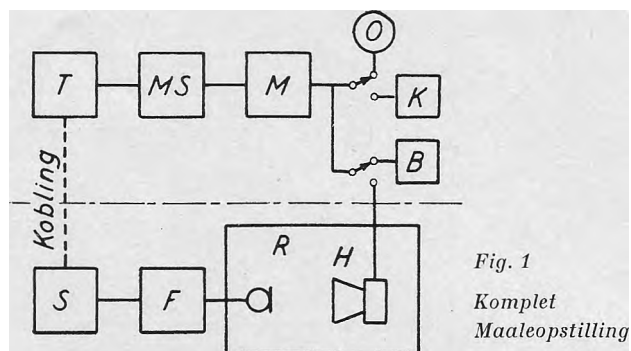 O
T MS M K
B
Kobling
R H
S F
Fig. 1
Komplet
Maaleopstilling